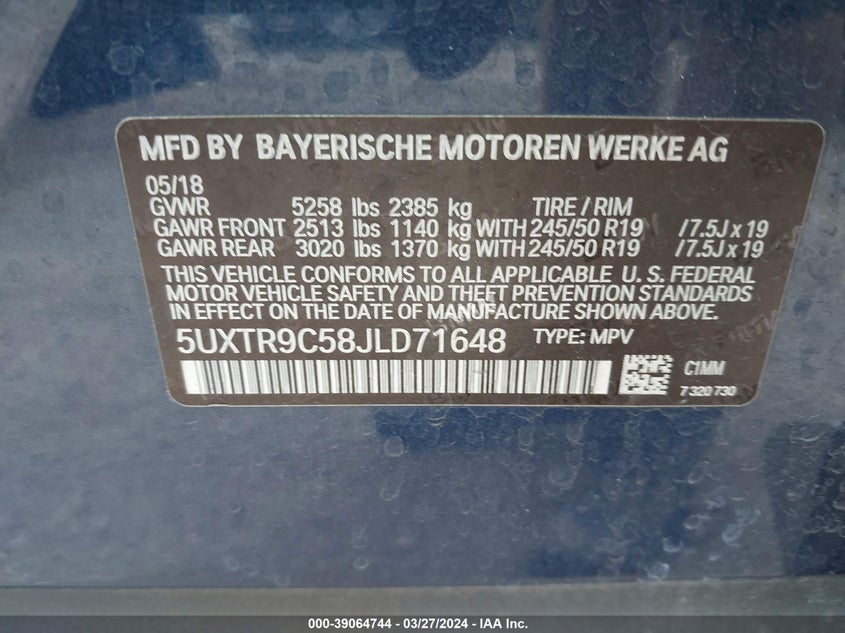 MFD BY BAYERISCHE MOTOREN WERKE AG
05/18
GVWR 5258 lbs 2385 kg TIRE / RIM
GAWR FRONT 2513 lbs 1140 kg WITH 245/50 R19 /7.5J x 19
GAWR REAR 3020 lbs 1370 kg WITH 245/50 R19 /7.5J x 19
THIS VEHICLE CONFORMS TO ALL APPLICABLE U. S. FEDERAL
MOTOR VEHICLE SAFETY AND THEFT PREVENTION STANDARDS
IN EFFECT ON THE DATE OF MANUFACTURE SHOWN ABOVE.
5UXTR9C58JLD71648 TYPE: MPV
C1MM
7 320 730
000-39064744 - 03/27/2024 - IAA Inc.